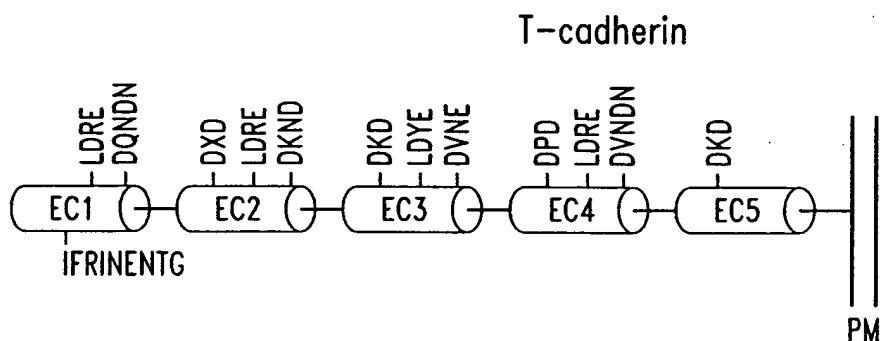 T-cadherin
LDRE
DQNDN
DXD
LDRE
DKND
DKD
LDYE
DVNE
DPD
LDRE
DVNDN
DKD
EC1
EC2
EC3
EC4
EC5
IFRINENTG
PM